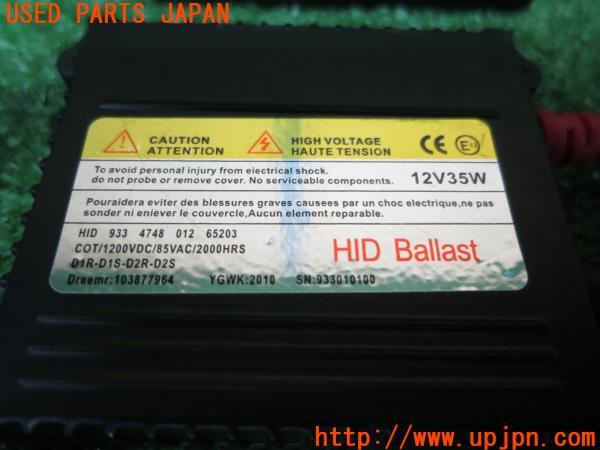 USED PARTS JAPAN
CAUTION
ATTENTION
HIGH VOLTAGE
HAUTE TENSION
CE E13
To avoid personal injury from electrical shock.
do not probe or remove cover. No serviceable components.
12V35W
Pouraidera eviter des blessures graves causees par un choc electrique,ne pas
sonder ni enlever le couvercle,Aucun element reparable.
HID 933 4748 012 65203
COT/1200VDC/85VAC/2000HRS
D1R-D1S-D2R-D2S
Dreemr:103877964 YGWK:2010 SN:933010100
HID Ballast
UPJ
http://www.upjpn.com/